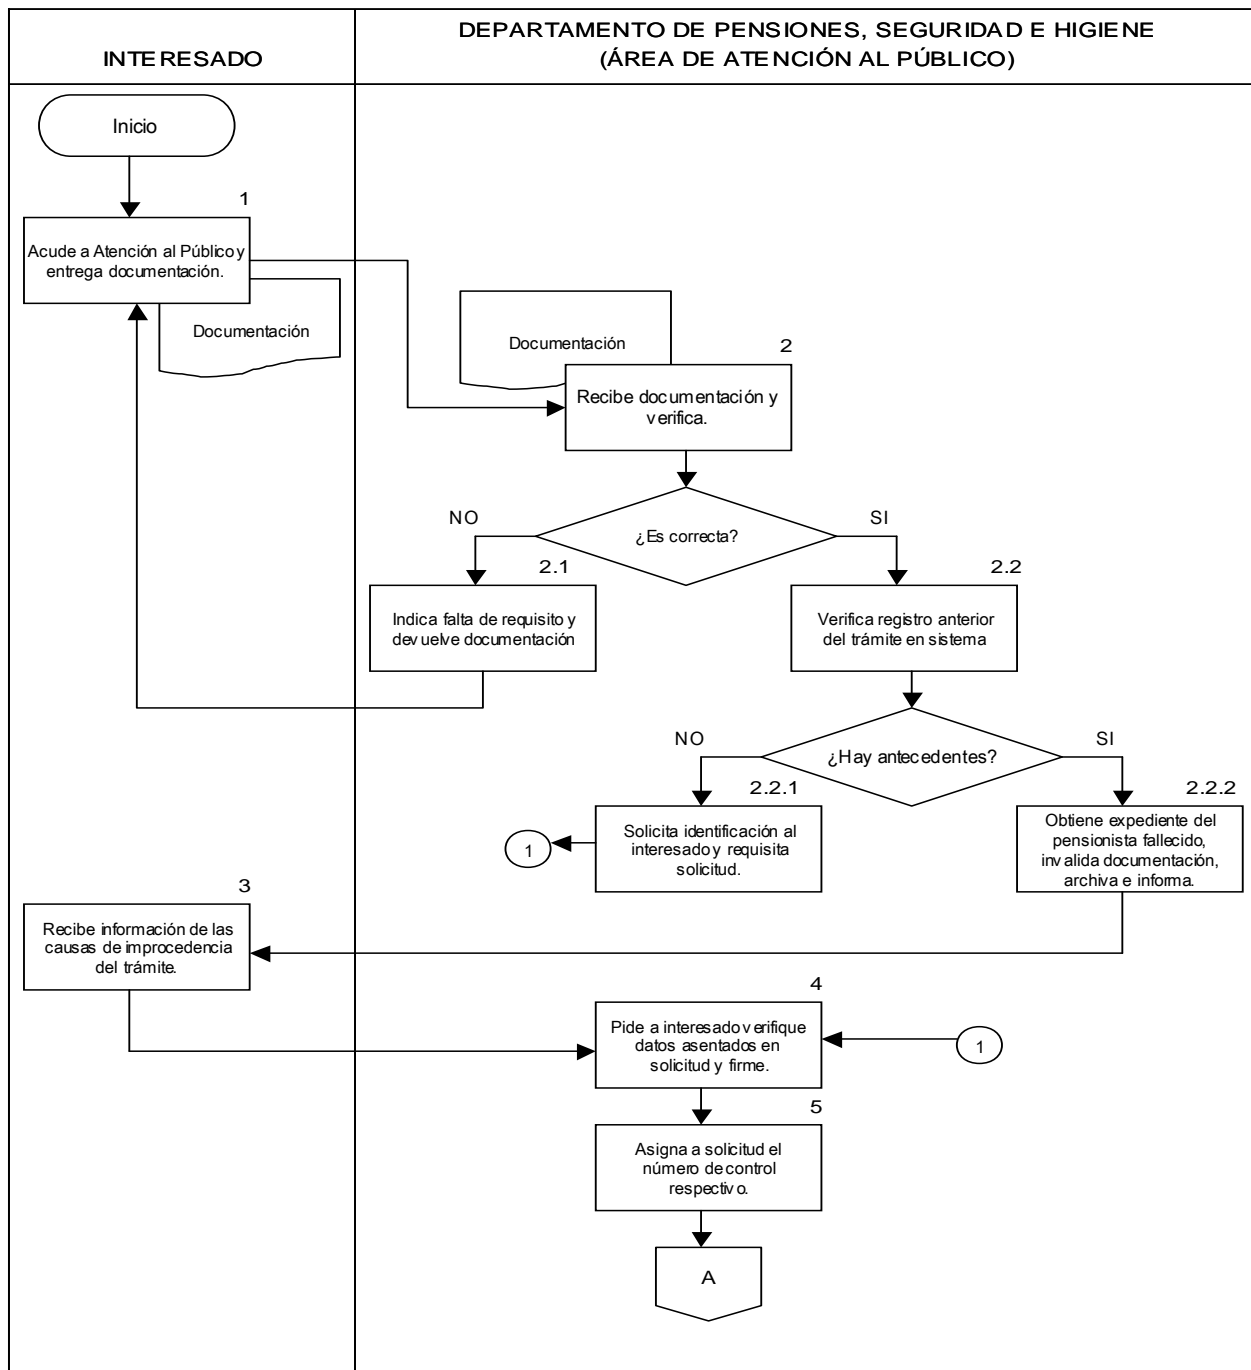 INTERESADO
DEPARTAMENTO DE PENSIONES, SEGURIDAD E HIGIENE
(ÁREA DE ATENCIÓN AL PÚBLICO)
Inicio
1
Acude a Atención al Público y
entrega documentación.
Documentación
Documentación
2
Recibe documentación y
verifica.
¿Es correcta?
NO
SI
2.1
Indica falta de requisito y
devuelve documentación
2.2
Verifica registro anterior
del trámite en sistema
¿Hay antecedentes?
NO
SI
2.2.1
Solicita identificación al
interesado y requisita
solicitud.
1
2.2.2
Obtiene expediente del
pensionista fallecido,
invalida documentación,
archiva e informa.
3
Recibe información de las
causas de improcedencia
del trámite.
4
Pide a interesado verifique
datos asentados en
solicitud y firme.
1
5
Asigna a solicitud el
número de control
respectivo.
A